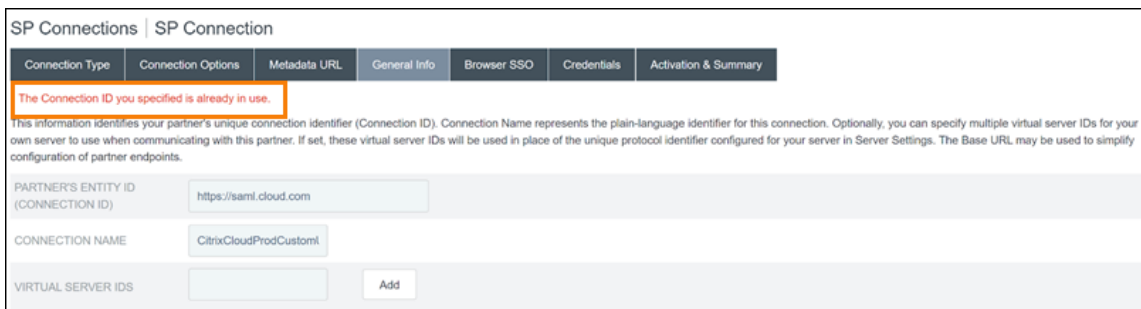 SP Connections | SP Connection
Connection Type Connection Options Metadata URL General Info Browser SSO Credentials Activation & Summary
The Connection ID you specified is already in use.
This information identifies your partner's unique connection identifier (Connection ID). Connection Name represents the plain-language identifier for this connection. Optionally, you can specify multiple virtual server IDs for your
own server to use when communicating with this partner. If set, these virtual server IDs will be used in place of the unique protocol identifier configured for your server in Server Settings. The Base URL may be used to simplify
configuration of partner endpoints.
PARTNER'S ENTITY ID
(CONNECTION ID)
https://saml.cloud.com
CONNECTION NAME
CitrixCloudProdCustoml
VIRTUAL SERVER IDS
Add